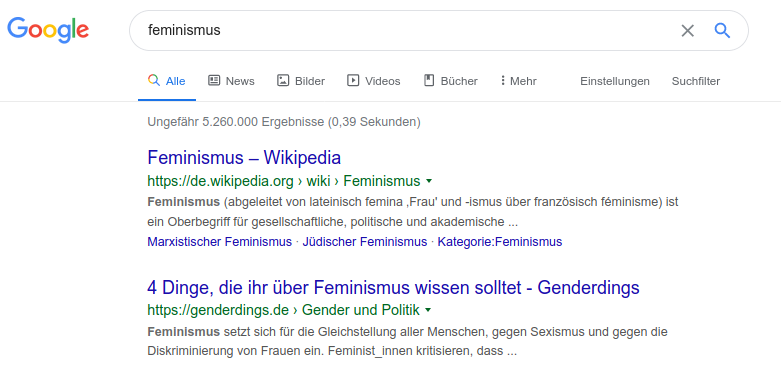 Google
feminismus
Alle News Bilder Videos Bücher Mehr Einstellungen Suchfilter
Ungefähr 5.260.000 Ergebnisse (0,39 Sekunden)
Feminismus – Wikipedia
https://de.wikipedia.org › wiki › Feminismus
Feminismus (abgeleitet von lateinisch femina ‚Frau' und -ismus über französisch féminisme) ist
ein Oberbegriff für gesellschaftliche, politische und akademische ...
Marxistischer Feminismus · Jüdischer Feminismus · Kategorie:Feminismus
4 Dinge, die ihr über Feminismus wissen solltet - Genderdings
https://genderdings.de › Gender und Politik
Feminismus setzt sich für die Gleichstellung aller Menschen, gegen Sexismus und gegen die
Diskriminierung von Frauen ein. Feminist_innen kritisieren, dass ...